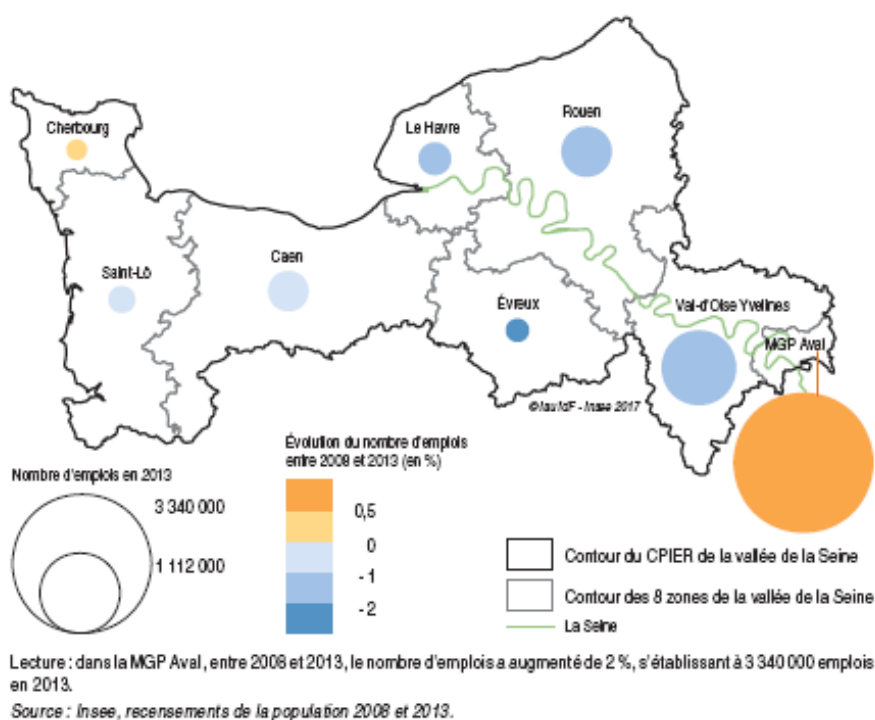 Cherbourg
Le Havre
Rouen
Saint-Lô
Caen
Évreux
Val-d'Oise Yvelines
MGP Aval
© IauIdF - Insee 2017
Évolution du nombre d'emplois
entre 2008 et 2013 (en %)
Nombre d'emplois en 2013
3 340 000
1 112 000
0,5
0
-1
-2
Contour du CPIER de la vallée de la Seine
Contour des 8 zones de la vallée de la Seine
La Seine
Lecture : dans la MGP Aval, entre 2008 et 2013, le nombre d'emplois a augmenté de 2 %, s'établissant à 3 340 000 emplois
en 2013.
Source : Insee, recensements de la population 2008 et 2013.